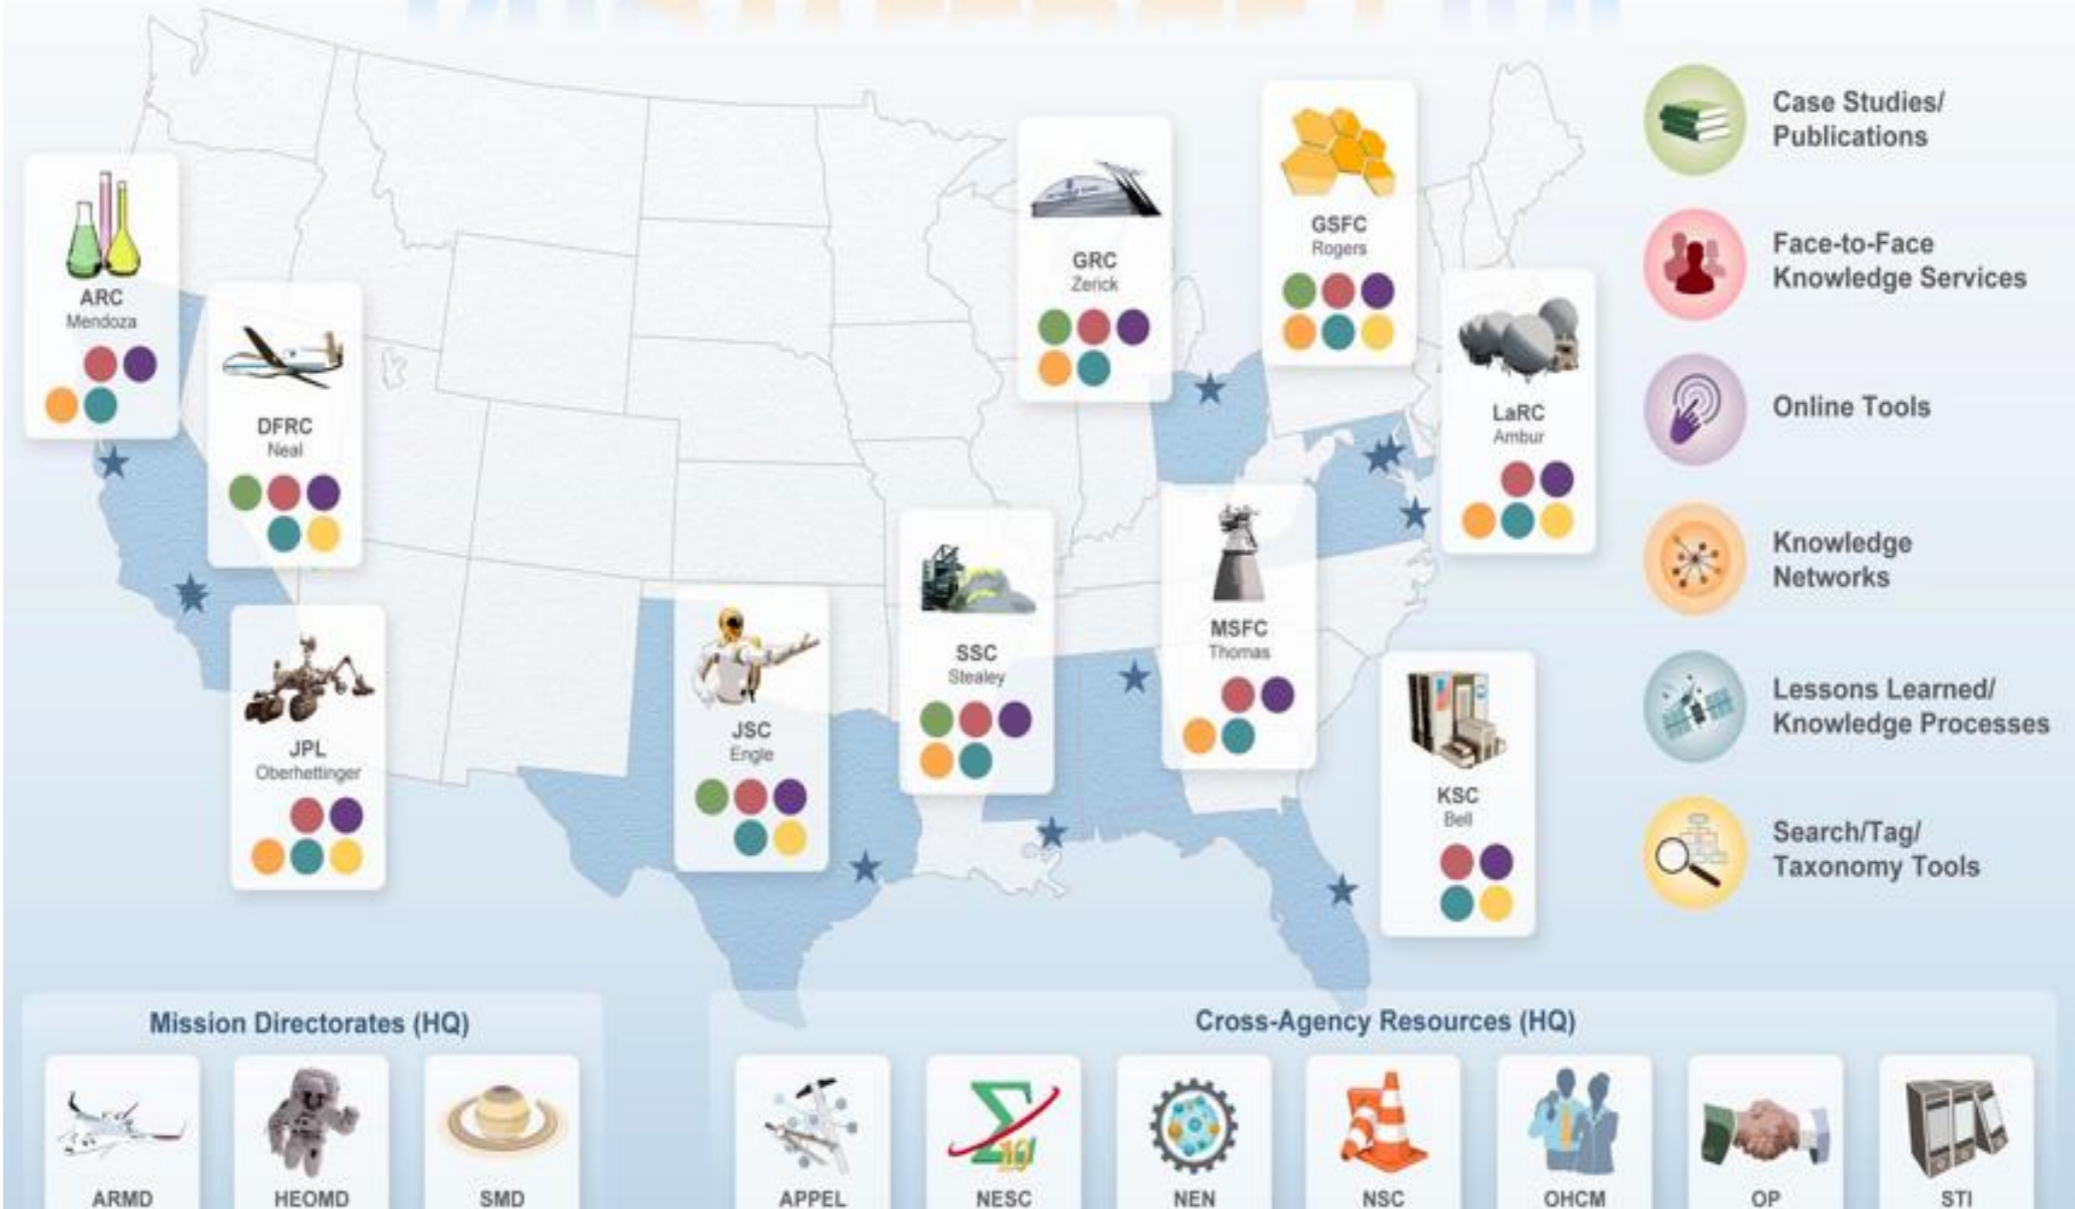 Case Studies/
Publications
Face-to-Face
Knowledge Services
Online Tools
Knowledge
Networks
Lessons Learned/
Knowledge Processes
Search/Tag/
Taxonomy Tools
GSFC
Rogers
GRC
Zerick
ARC
Mendoza
DFRC
Neal
LaRC
Ambur
MSFC
Thomas
SSC
Stealey
JSC
Engle
JPL
Oberhettinger
KSC
Bell
Mission Directorates (HQ)
ARMD
HEOMD
SMD
Cross-Agency Resources (HQ)
APPEL
NESC
NEN
NSC
OHCM
OP
STI